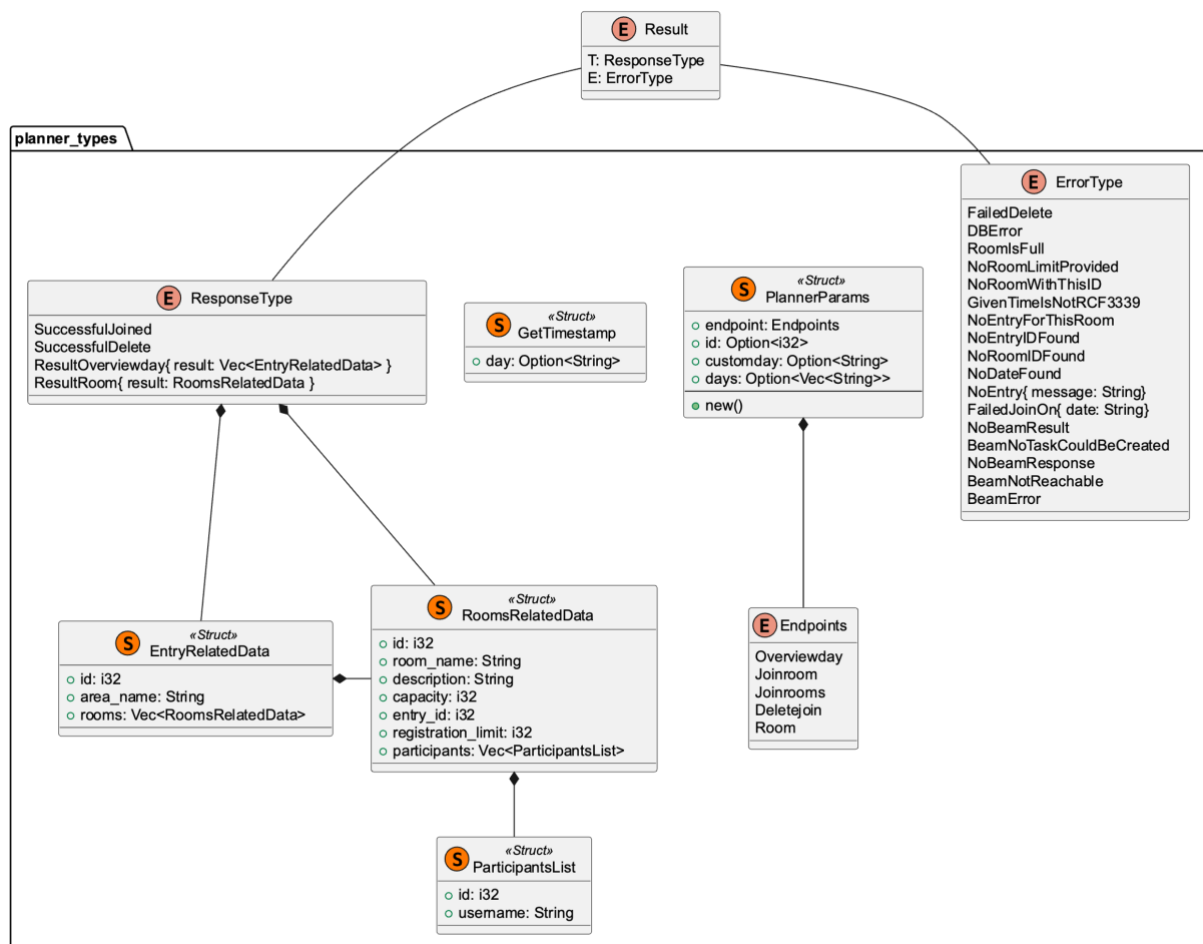 E Result
T: ResponseType
E: ErrorType
planner_types
E ErrorType
FailedDelete
DBError
RoomIsFull
NoRoomLimitProvided
NoRoomWithThisID
GivenTimeIsNotRCF3339
NoEntryForThisRoom
NoEntryIDFound
NoRoomIDFound
NoDateFound
NoEntry{ message: String}
FailedJoinOn{ date: String}
NoBeamResult
BeamNoTaskCouldBeCreated
NoBeamResponse
BeamNotReachable
BeamError
E ResponseType
SuccessfulJoined
SuccessfulDelete
ResultOverviewday{ result: Vec<EntryRelatedData> }
ResultRoom{ result: RoomsRelatedData }
«Struct»
S GetTimestamp
day: Option<String>
«Struct»
S PlannerParams
endpoint: Endpoints
id: Option<i32>
customday: Option<String>
days: Option<Vec<String>>
new()
«Struct»
S EntryRelatedData
id: i32
area_name: String
rooms: Vec<RoomsRelatedData>
«Struct»
S RoomsRelatedData
id: i32
room_name: String
description: String
capacity: i32
entry_id: i32
registration_limit: i32
participants: Vec<ParticipantsList>
E Endpoints
Overviewday
Joinroom
Joinrooms
Deletejoin
Room
«Struct»
S ParticipantsList
id: i32
username: String